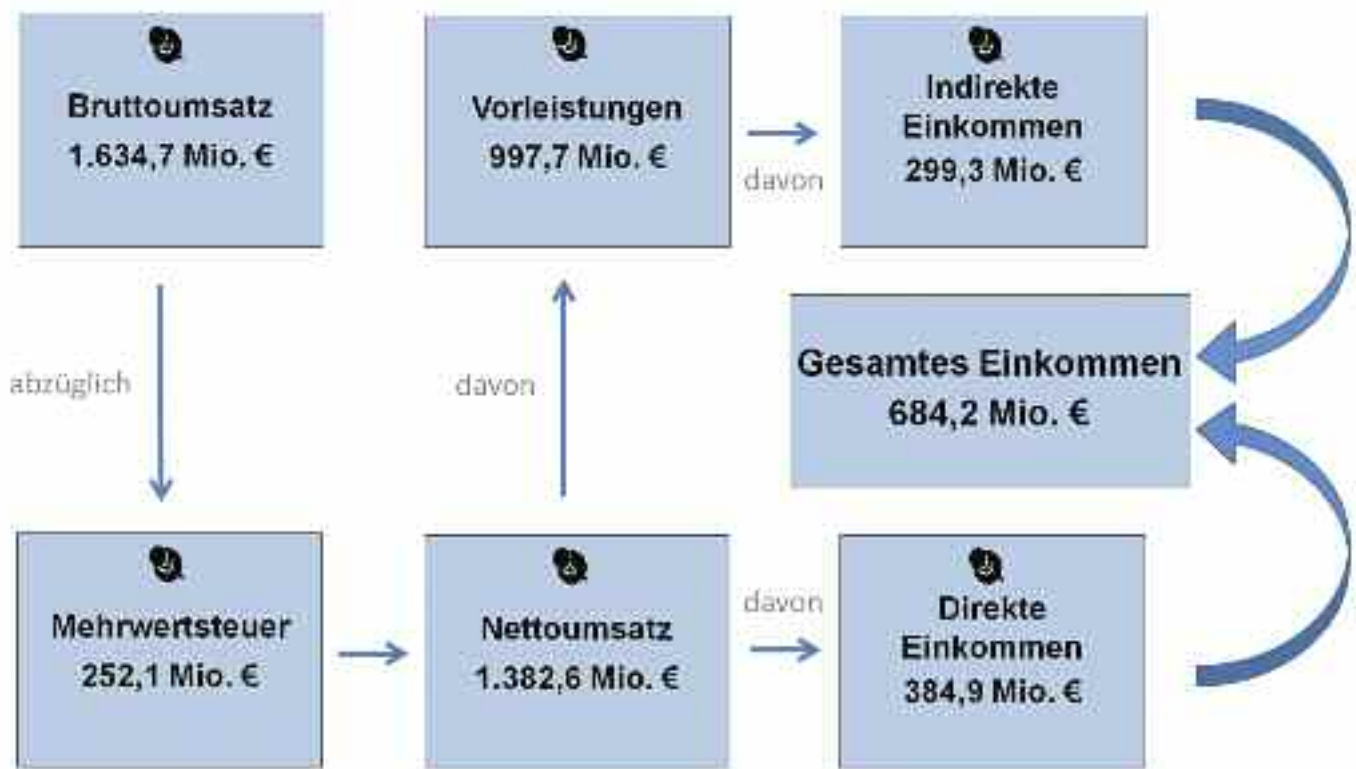 Bruttoumsatz
1.634,7 Mio. €
Vorleistungen
997,7 Mio. €
davon
Indirekte
Einkommen
299,3 Mio. €
abzüglich
davon
Gesamtes Einkommen
684,2 Mio. €
Mehrwertsteuer
252,1 Mio. €
Nettoumsatz
1.382,6 Mio. €
davon
Direkte
Einkommen
384,9 Mio. €